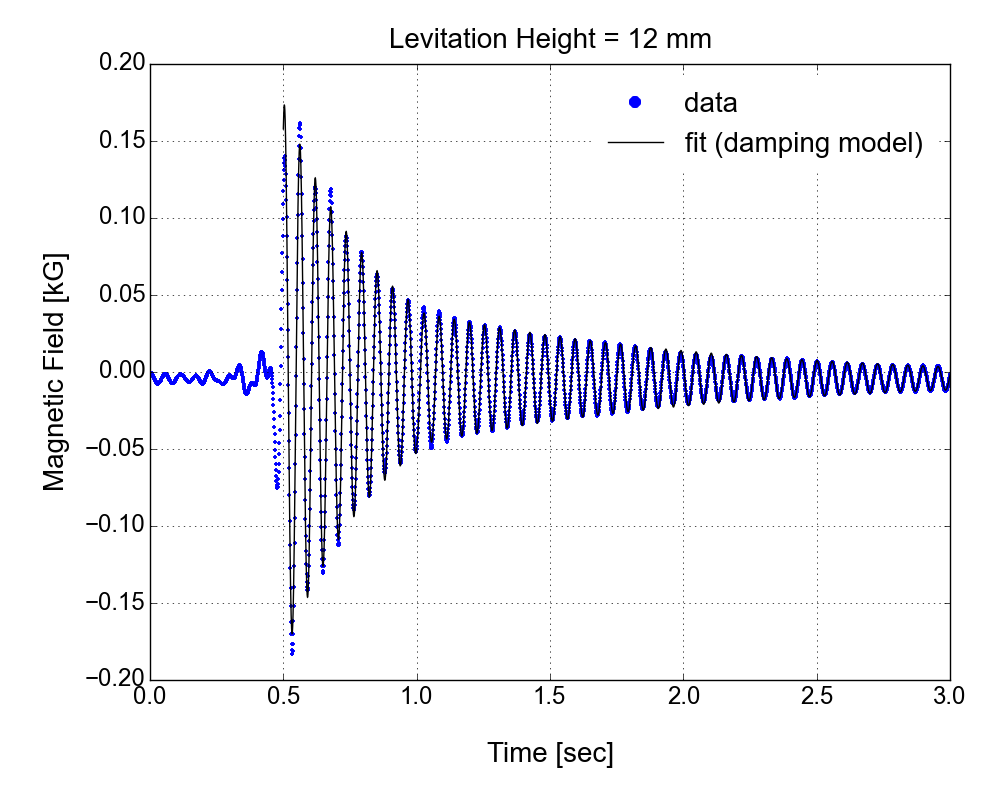 Levitation Height = 12 mm
data
fit (damping model)
Magnetic Field [kG]
0.20
0.15
0.10
0.05
0.00
−0.05
−0.10
−0.15
−0.20
0.0 0.5 1.0 1.5 2.0 2.5 3.0
Time [sec]